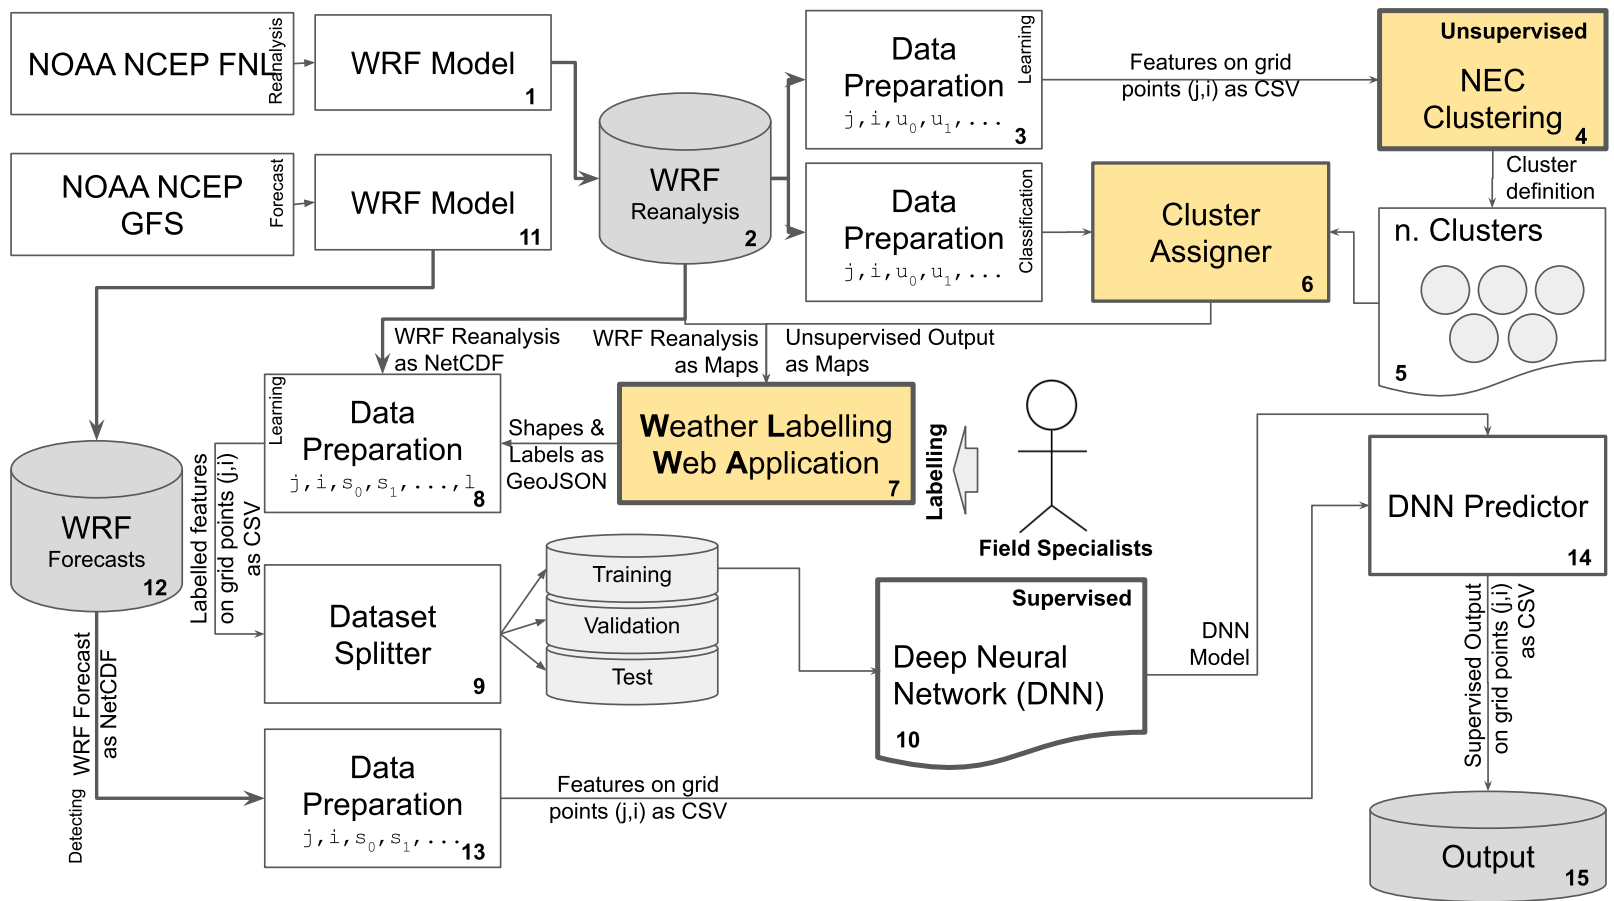 NOAA NCEP FNL
Reanalysis
WRF Model
1
NOAA NCEP
GFS
Forecast
WRF Model
11
WRF
Reanalysis
2
Data
Preparation
j,i,u0,u1,...
Learning
3
Features on grid
points (j,i) as CSV
Unsupervised
NEC
Clustering
4
Data
Preparation
j,i,u0,u1,...
Classification
Cluster
Assigner
6
Cluster
definition
n. Clusters
5
WRF Reanalysis
as NetCDF
WRF Reanalysis
as Maps
Unsupervised Output
as Maps
Learning
Data
Preparation
j,i,s0,s1,...,l
8
Shapes &
Labels as
GeoJSON
Weather Labelling
Web Application
7
Labelling
Field Specialists
WRF
Forecasts
12
Labelled features
on grid points (j,i)
as CSV
Dataset
Splitter
9
Training
Validation
Test
Supervised
Deep Neural
Network (DNN)
10
DNN
Model
DNN Predictor
14
Supervised Output
on grid points (j,i)
as CSV
Detecting
WRF Forecast
as NetCDF
Data
Preparation
j,i,s0,s1,...
13
Features on grid
points (j,i) as CSV
Output
15